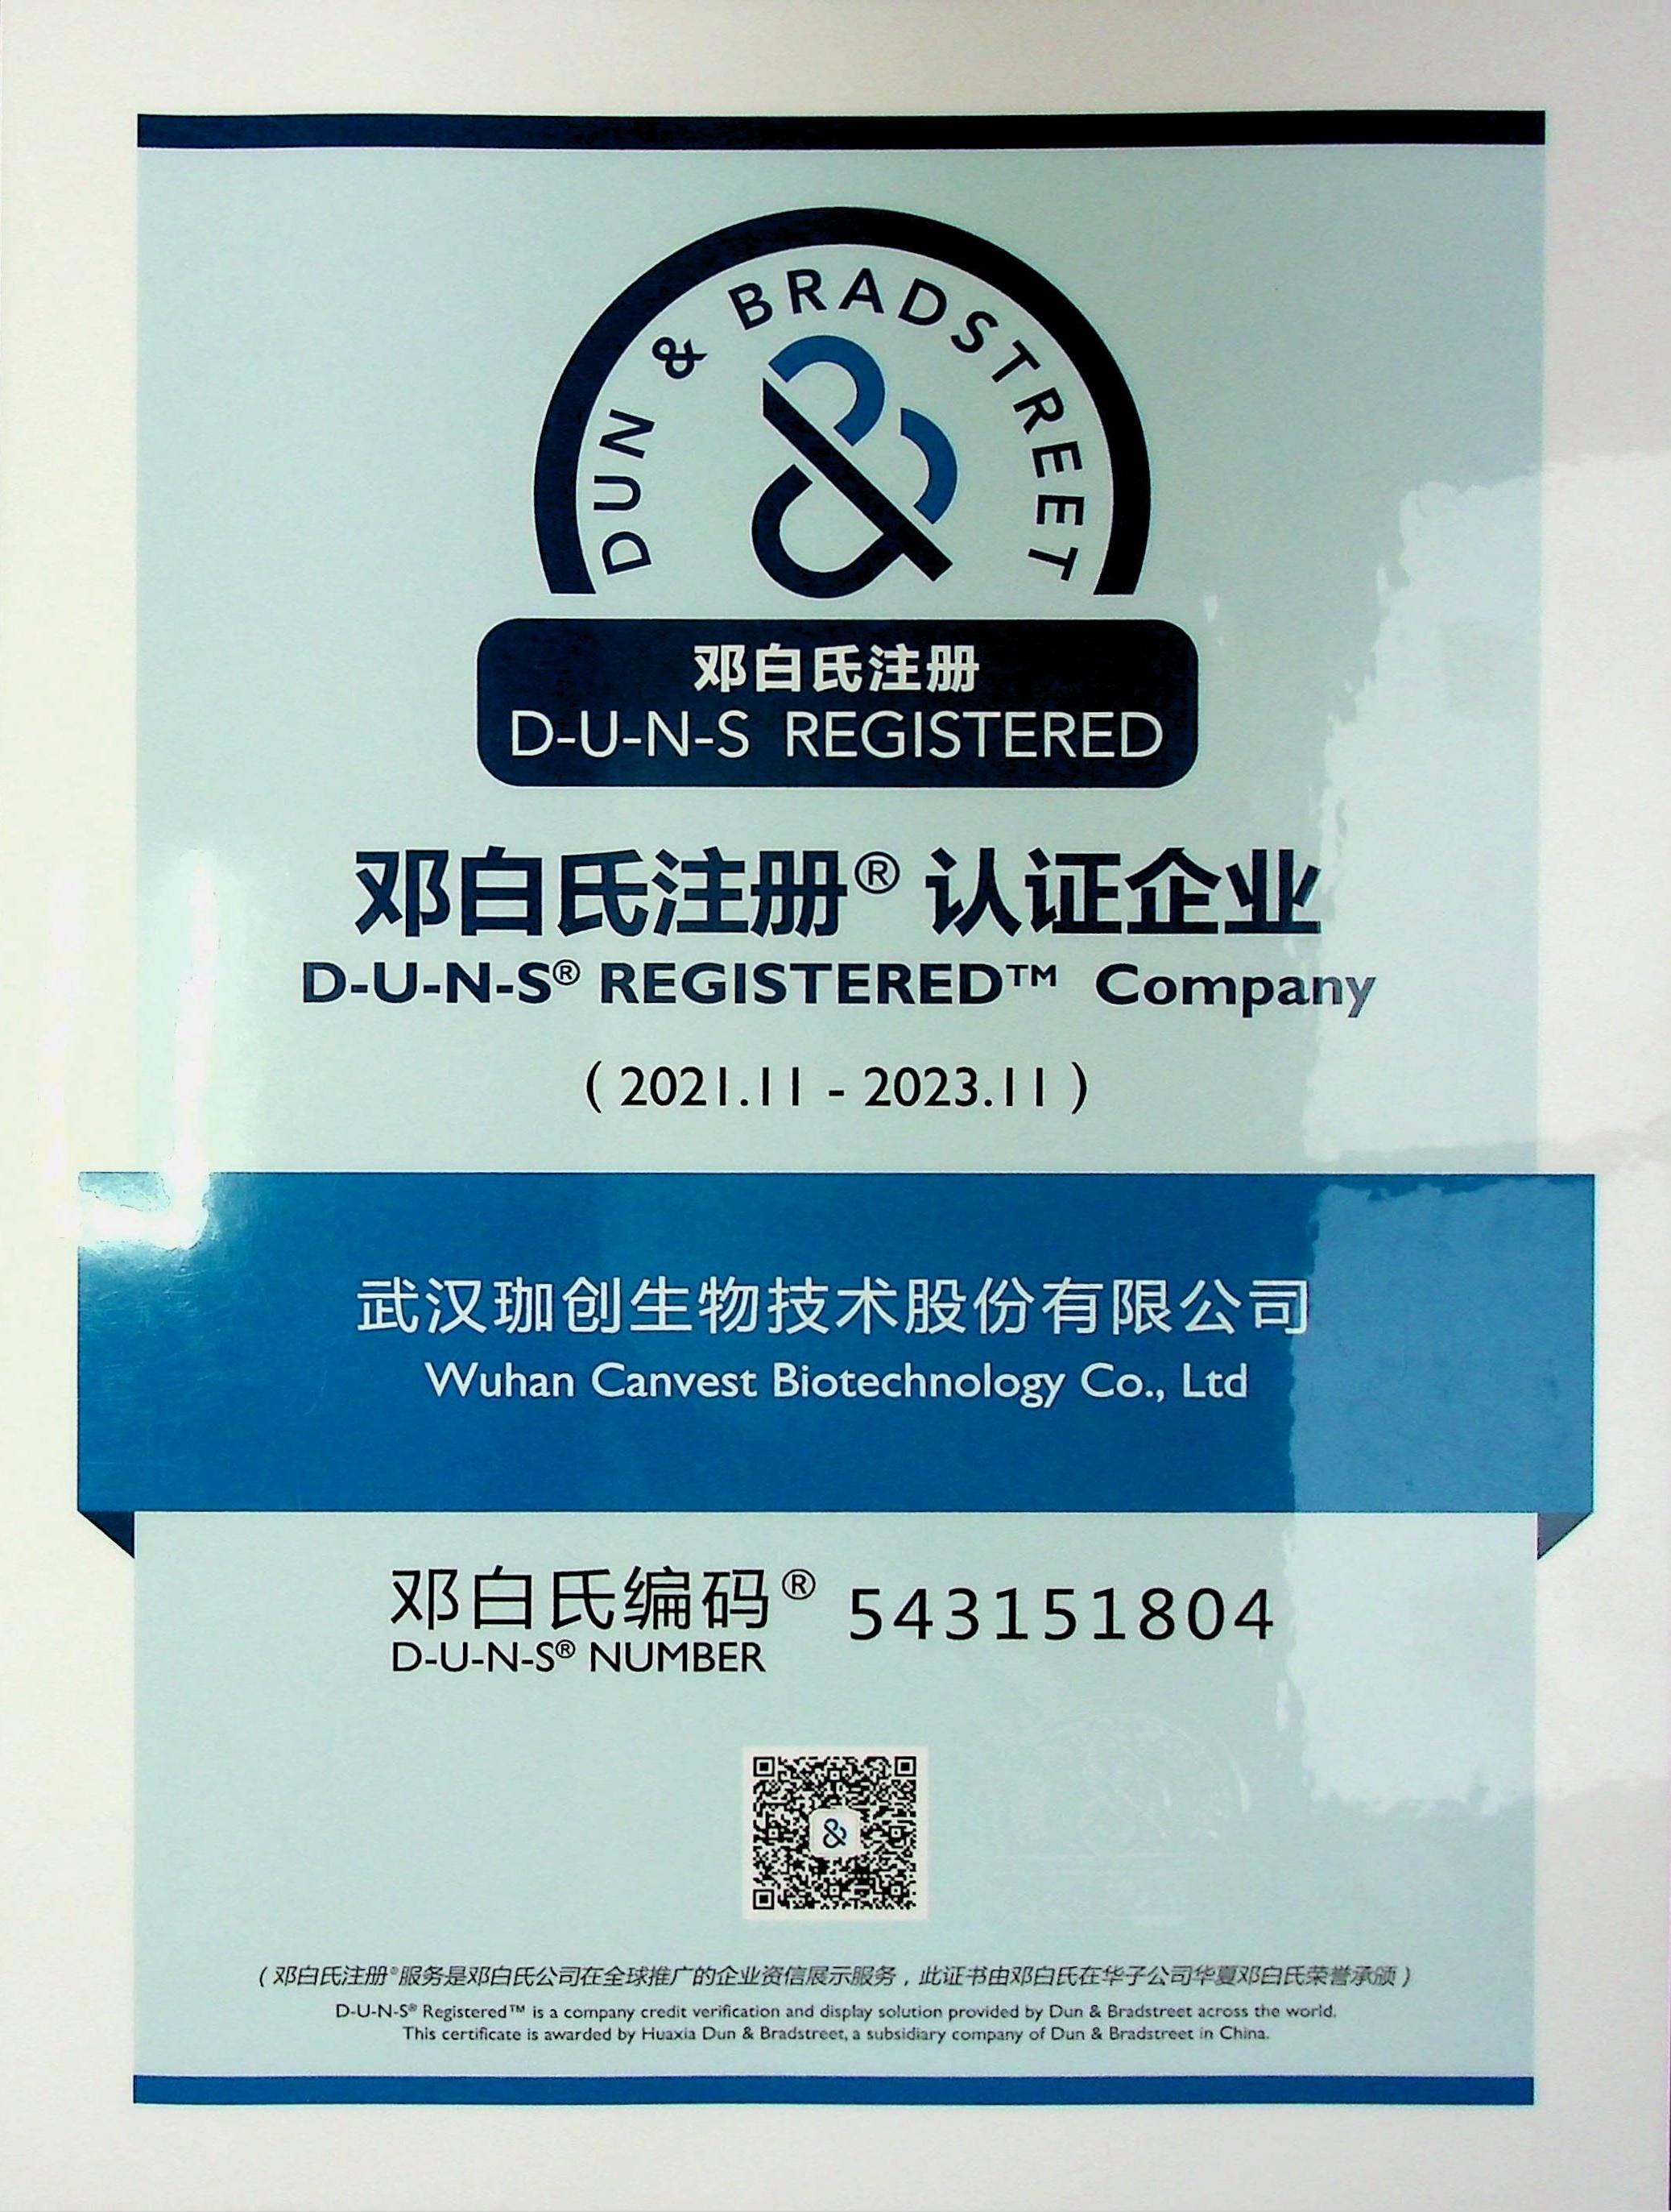 DUN & BRADSTREET
邓白氏注册
D-U-N-S REGISTERED
邓白氏注册® 认证企业
D-U-N-S® REGISTERED™ Company
( 2021.11 - 2023.11 )
武汉珈创生物技术股份有限公司
Wuhan Canvest Biotechnology Co., Ltd
邓白氏编码® 543151804
D-U-N-S® NUMBER
&
(邓白氏注册®服务是邓白氏公司在全球推广的企业资信展示服务，此证书由邓白氏在华子公司华夏邓白氏荣誉承颁)
D-U-N-S® Registered™ is a company credit verification and display solution provided by Dun & Bradstreet across the world.
This certificate is awarded by Huaxia Dun & Bradstreet, a subsidiary company of Dun & Bradstreet in China.